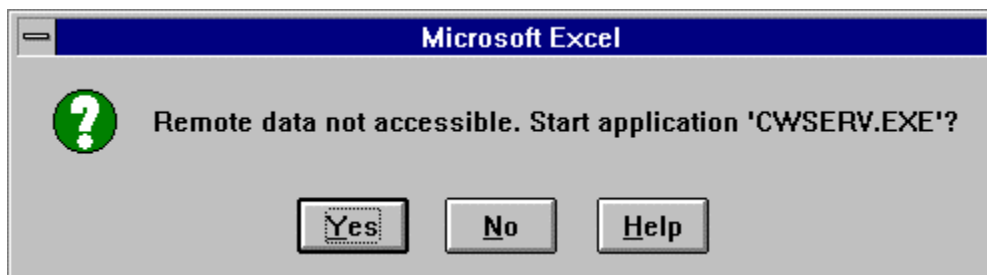 Microsoft Excel
Remote data not accessible. Start application 'CWSERV.EXE'?
Yes No Help